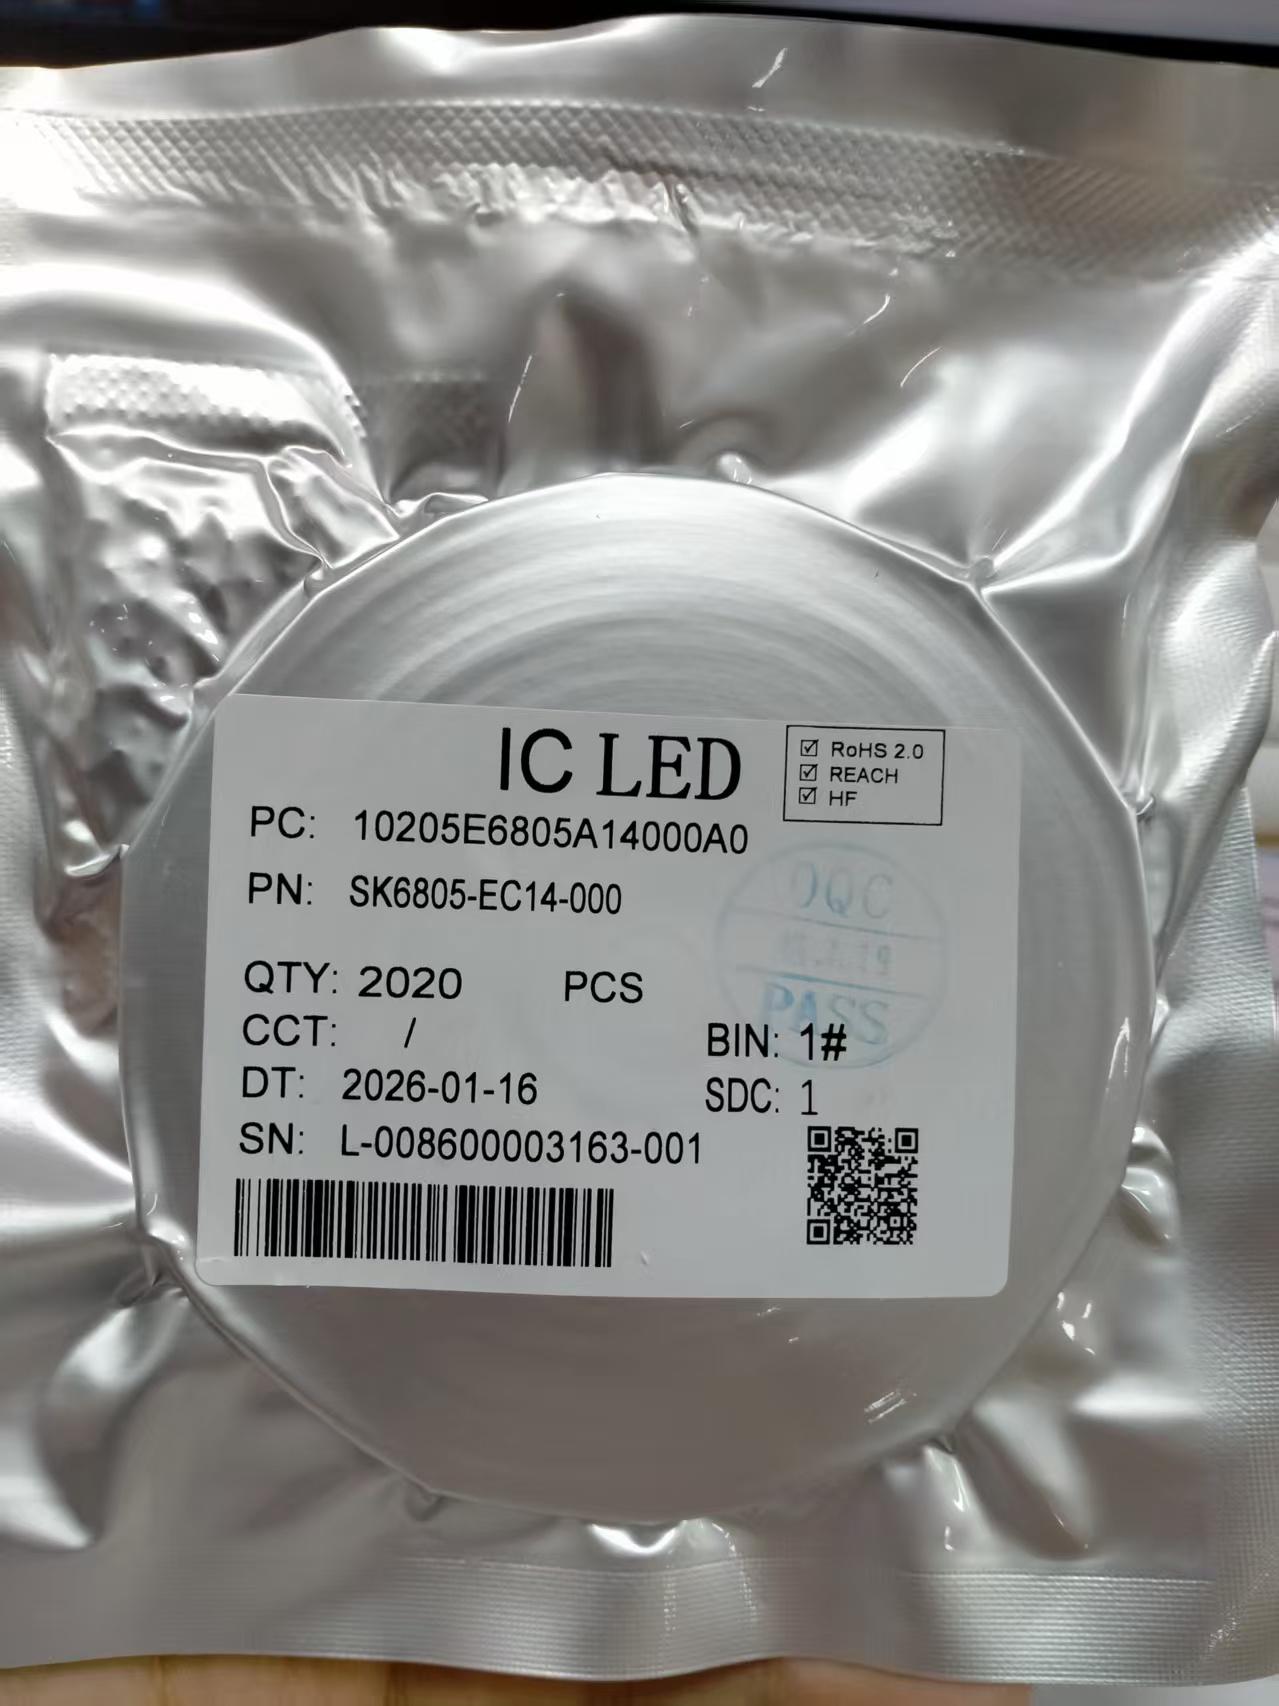 IC LED
☑ RoHS 2.0
☑ REACH
☑ HF
PC: 10205E6805A14000A0
PN: SK6805-EC14-000
OQC
PASS
QTY: 2020 PCS
CCT: /
BIN: 1#
DT: 2026-01-16
SDC: 1
SN: L-008600003163-001